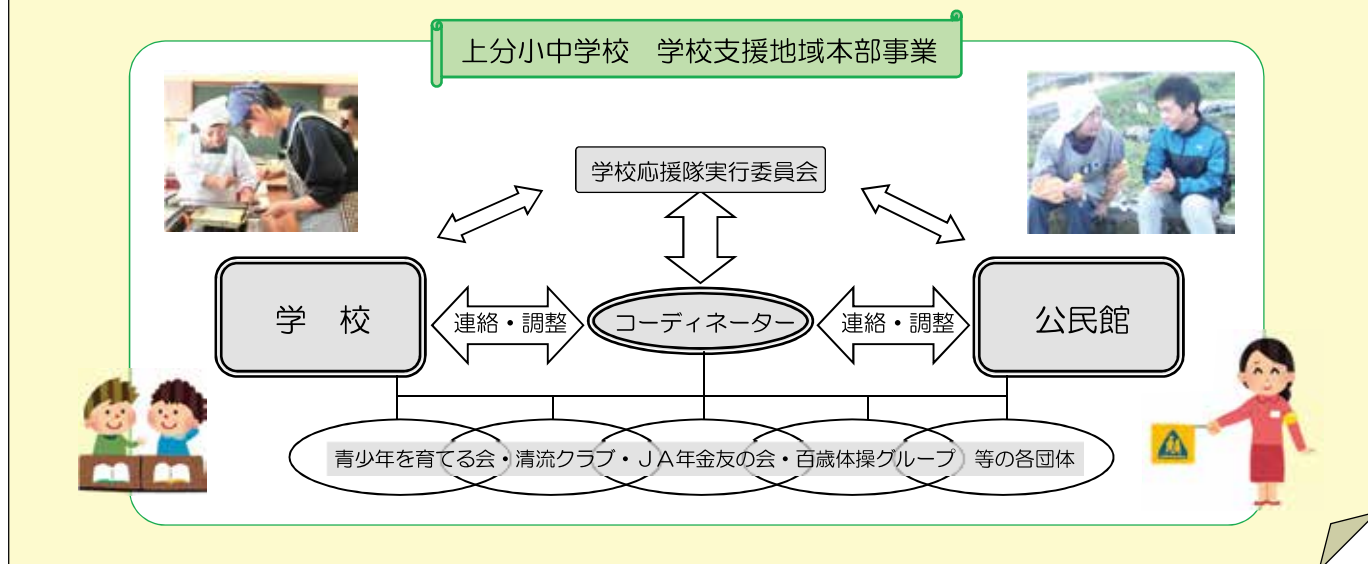 上分小中学校　学校支援地域本部事業
学校応援隊実行委員会
学　校
連絡・調整
コーディネーター
連絡・調整
公民館
青少年を育てる会・清流クラブ・ＪＡ年金友の会・百歳体操グループ　等の各団体